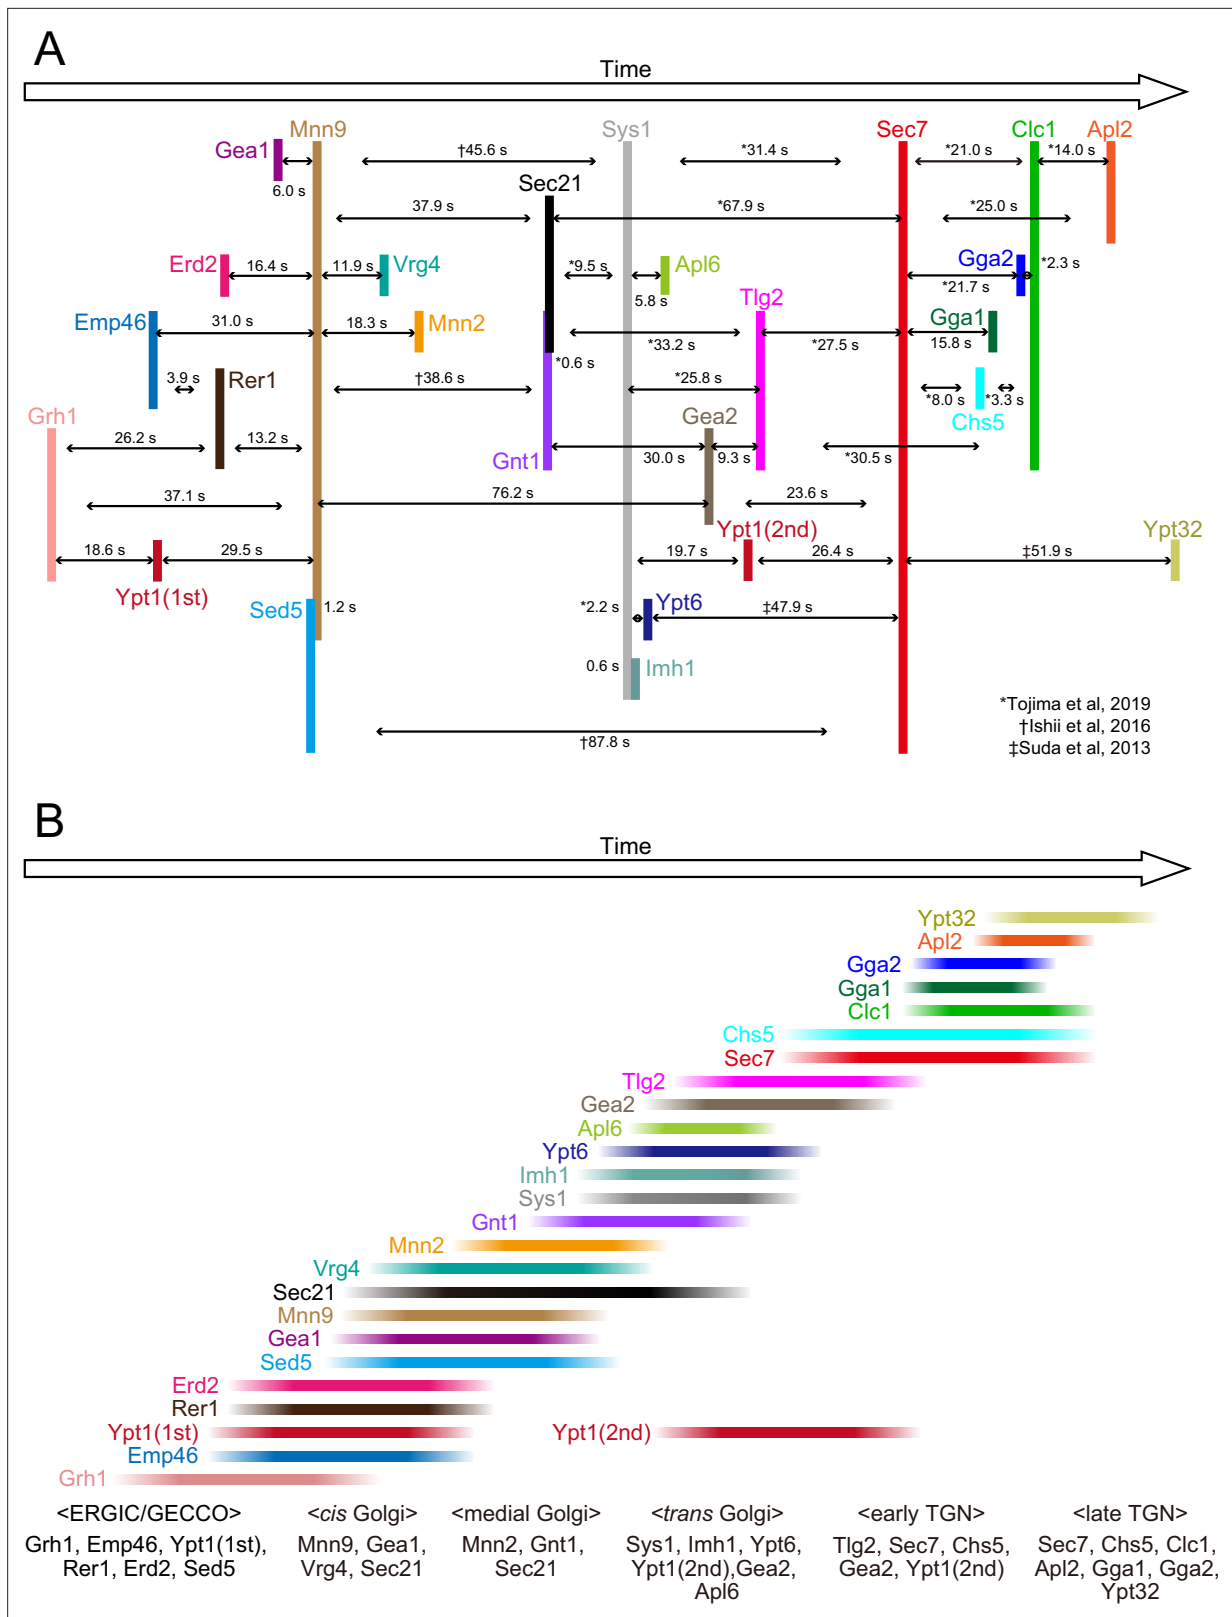 A
Time
Mnn9
Sys1
Sec7
Clc1
Apl2
Gea1
†45.6 s
*31.4 s
*21.0 s
*14.0 s
6.0 s
Sec21
37.9 s
*67.9 s
*25.0 s
Erd2
16.4 s
11.9 s
Vrg4
*9.5 s
Apl6
Gga2
*2.3 s
5.8 s
*21.7 s
Tlg2
Emp46
31.0 s
18.3 s
Mnn2
Gga1
*33.2 s
*27.5 s
15.8 s
*0.6 s
3.9 s
Rer1
†38.6 s
*25.8 s
*8.0 s
*3.3 s
Chs5
Grh1
Gea2
26.2 s
13.2 s
Gnt1
30.0 s
9.3 s
*30.5 s
37.1 s
76.2 s
23.6 s
Ypt1(2nd)
Ypt32
18.6 s
29.5 s
19.7 s
26.4 s
‡51.9 s
Ypt1(1st)
Sed5
1.2 s
*2.2 s
Ypt6
‡47.9 s
0.6 s
Imh1
*Tojima et al, 2019
†Ishii et al, 2016
‡Suda et al, 2013
†87.8 s
B
Time
Ypt32
Apl2
Gga2
Gga1
Clc1
Chs5
Sec7
Tlg2
Gea2
Apl6
Ypt6
Imh1
Sys1
Gnt1
Mnn2
Vrg4
Sec21
Mnn9
Gea1
Sed5
Erd2
Rer1
Ypt1(1st)
Ypt1(2nd)
Emp46
Grh1
<ERGIC/GECCO>
Grh1, Emp46, Ypt1(1st),
Rer1, Erd2, Sed5
<cis Golgi>
Mnn9, Gea1,
Vrg4, Sec21
<medial Golgi>
Mnn2, Gnt1,
Sec21
<trans Golgi>
Sys1, Imh1, Ypt6,
Ypt1(2nd),Gea2,
Apl6
<early TGN>
Tlg2, Sec7, Chs5,
Gea2, Ypt1(2nd)
<late TGN>
Sec7, Chs5, Clc1,
Apl2, Gga1, Gga2,
Ypt32